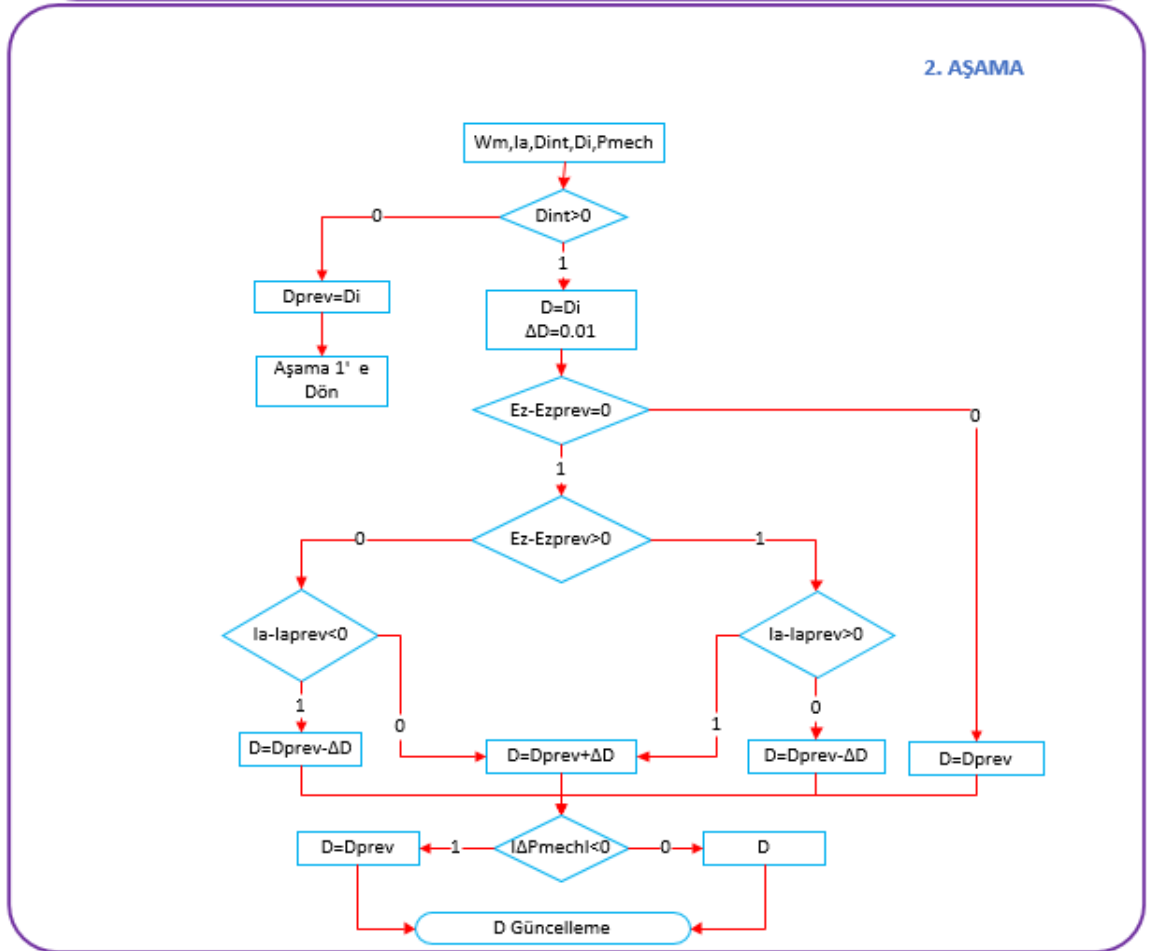 2. AŞAMA
Wm,Ia,Dint,Di,Pmech
Dint>0
0
1
Dprev=Di
D=Di
ΔD=0.01
Aşama 1' e
Dön
Ez-Ezprev=0
0
1
Ez-Ezprev>0
0
1
Ia-Iaprev<0
Ia-Iaprev>0
1
0
0
1
D=Dprev-ΔD
D=Dprev+ΔD
D=Dprev-ΔD
D=Dprev
D=Dprev
1
IΔPmechI<0
0
D
D Güncelleme